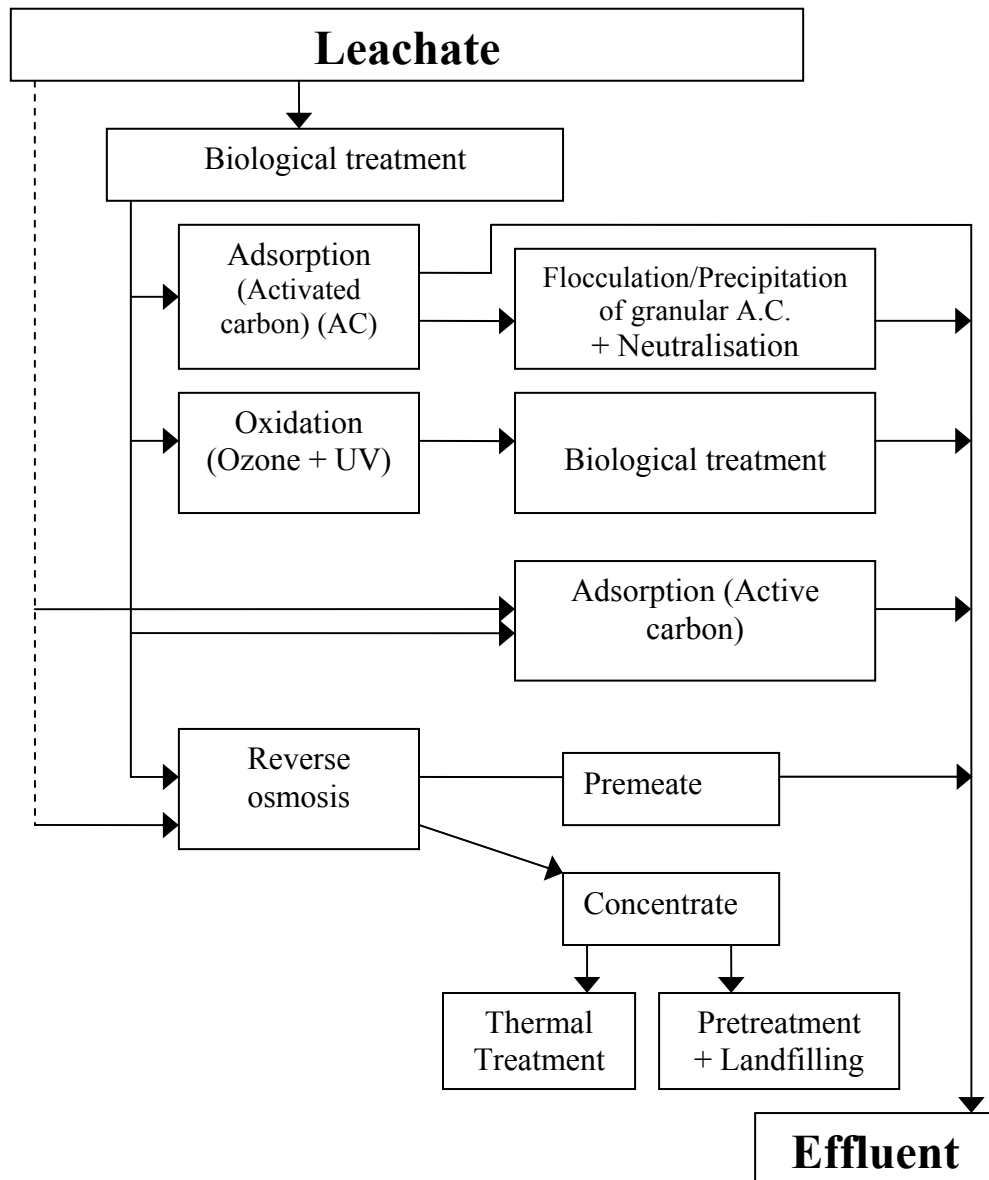 Leachate
Biological treatment
Adsorption
(Activated
carbon) (AC)
Flocculation/Precipitation
of granular A.C.
+ Neutralisation
Oxidation
(Ozone + UV)
Biological treatment
Adsorption (Active
carbon)
Reverse
osmosis
Premeate
Concentrate
Thermal
Treatment
Pretreatment
+ Landfilling
Effluent